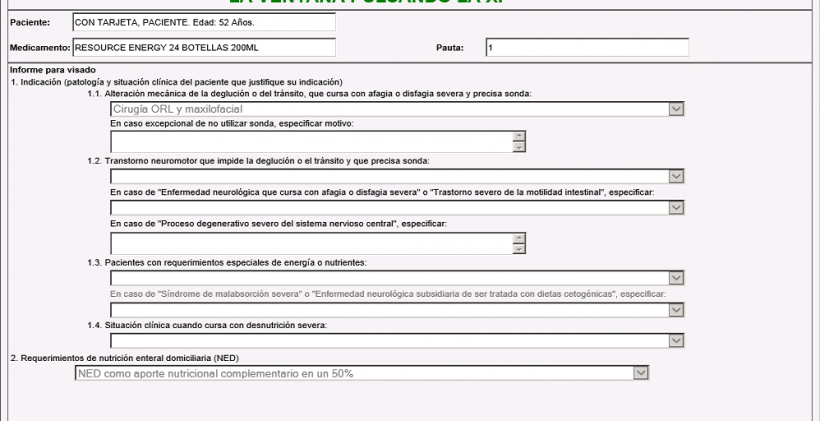 LA VENTANA PULSANDO LA X!
Paciente: CON TARJETA, PACIENTE. Edad: 52 Años.
Medicamento: RESOURCE ENERGY 24 BOTELLAS 200ML Pauta: 1
Informe para visado
1. Indicación (patología y situación clínica del paciente que justifique su indicación)
1.1. Alteración mecánica de la deglución o del tránsito, que cursa con afagia o disfagia severa y precisa sonda:
Cirugía ORL y maxilofacial
En caso excepcional de no utilizar sonda, especificar motivo:
1.2. Transtorno neuromotor que impide la deglución o el tránsito y que precisa sonda:
En caso de "Enfermedad neurológica que cursa con afagia o disfagia severa" o "Trastorno severo de la motilidad intestinal", especificar:
En caso de "Proceso degenerativo severo del sistema nervioso central", especificar:
1.3. Pacientes con requerimientos especiales de energía o nutrientes:
En caso de "Síndrome de malabsorción severa" o "Enfermedad neurológica subsidiaria de ser tratada con dietas cetogénicas", especificar:
1.4. Situación clínica cuando cursa con desnutrición severa:
2. Requerimientos de nutrición enteral domiciliaria (NED)
NED como aporte nutricional complementario en un 50%